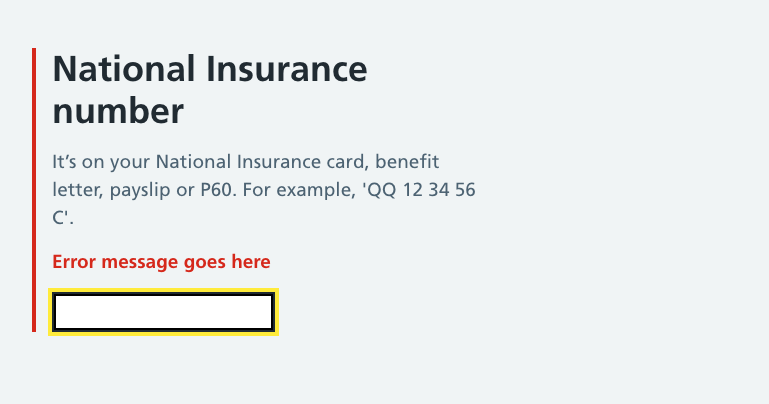 National Insurance
number
It’s on your National Insurance card, benefit
letter, payslip or P60. For example, 'QQ 12 34 56
C'.
Error message goes here